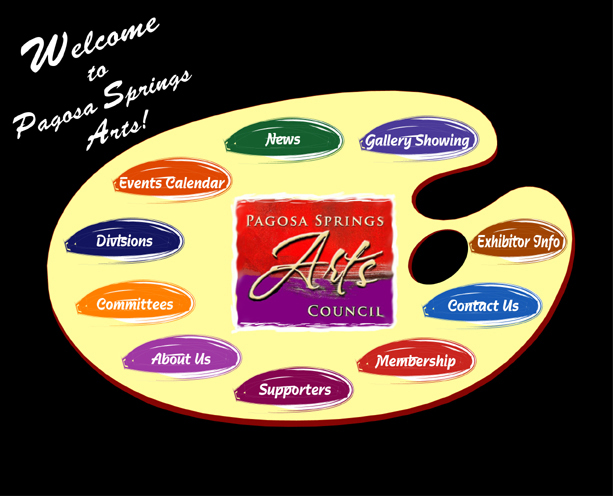 Welcome
to
Pagosa Springs
Arts!
News
Gallery Showing
Events Calendar
Divisions
Exhibitor Info
PAGOSA SPRINGS
Arts
COUNCIL
Committees
Contact Us
About Us
Membership
Supporters